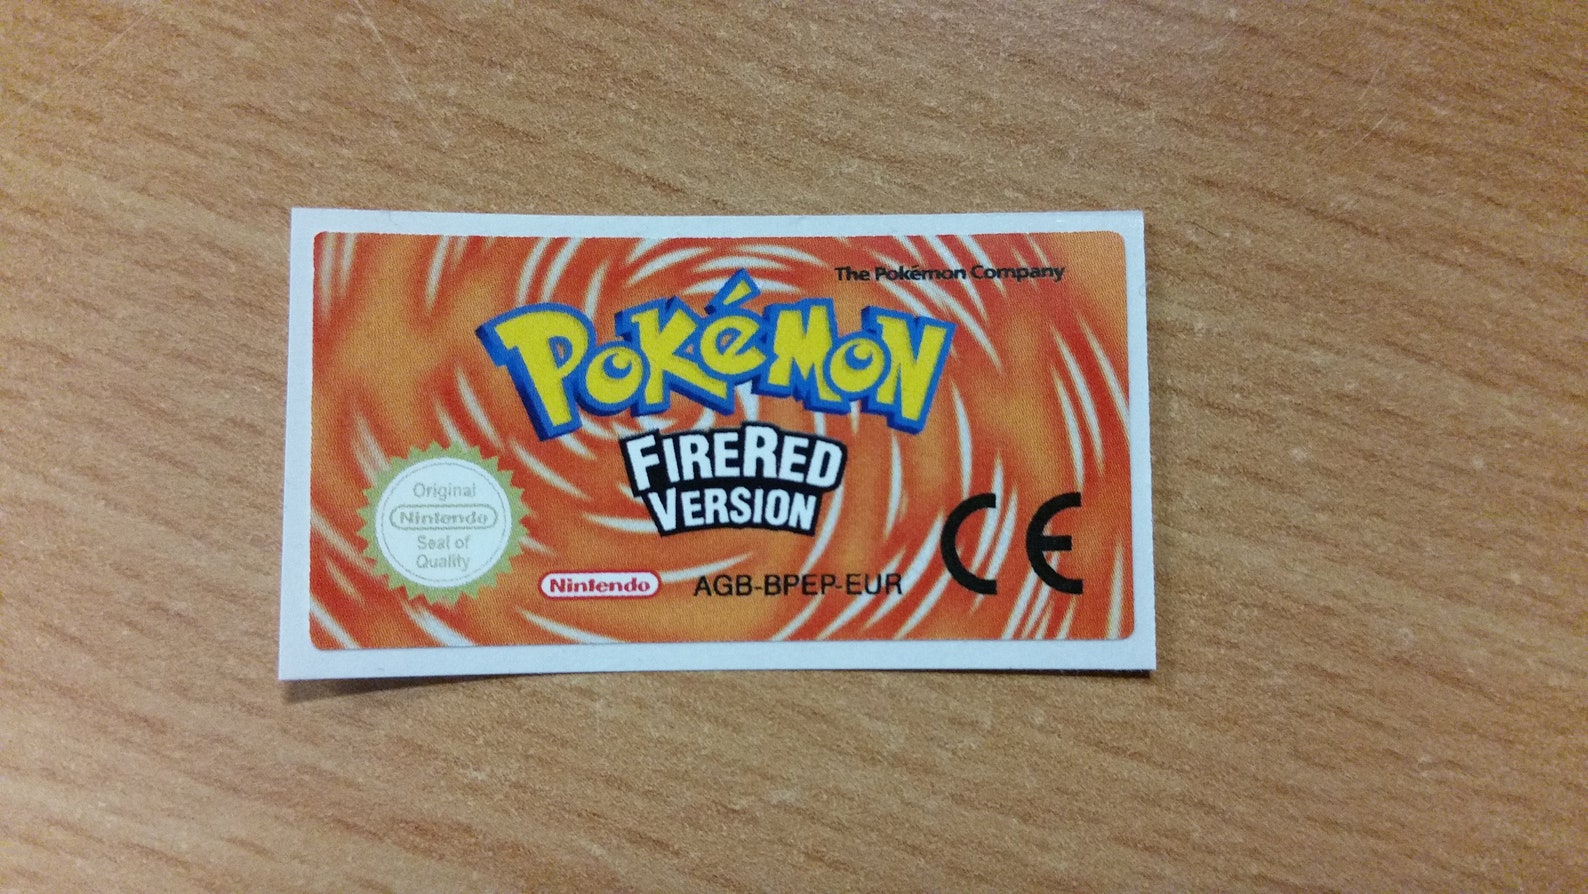 The Pokémon Company
POKéMON
FIRERED
VERSION
Original
Nintendo
Seal of
Quality
Nintendo
AGB-BPEP-EUR
CE